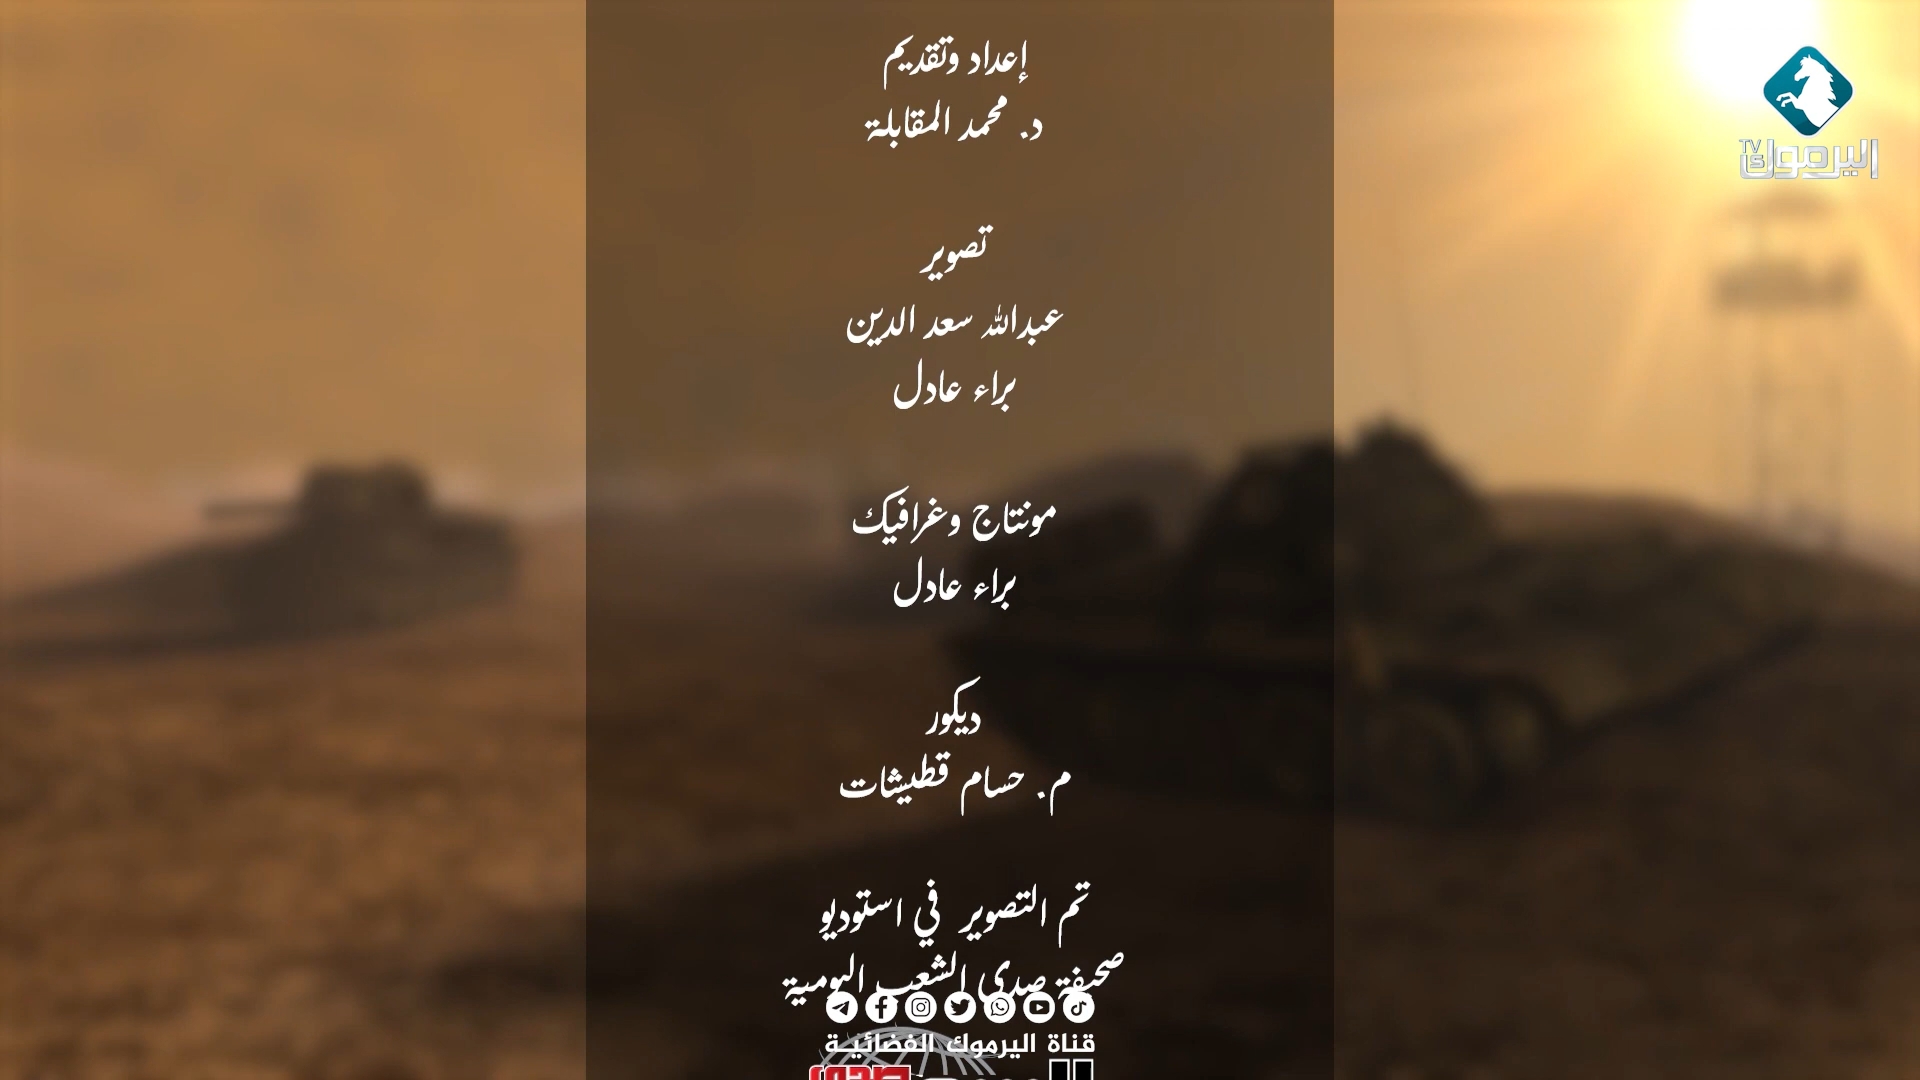 إعداد وتقديم
د. محمد المقابلة
تصوير
عبدالله سعد الدين
براء عادل
مونتاج وغرافيك
براء عادل
ديكور
م. حسام قطيشات
تم التصوير في استوديو
صحيفة صدى الشعب اليومية
قناة اليرموك الفضائية
اليرموك
TV